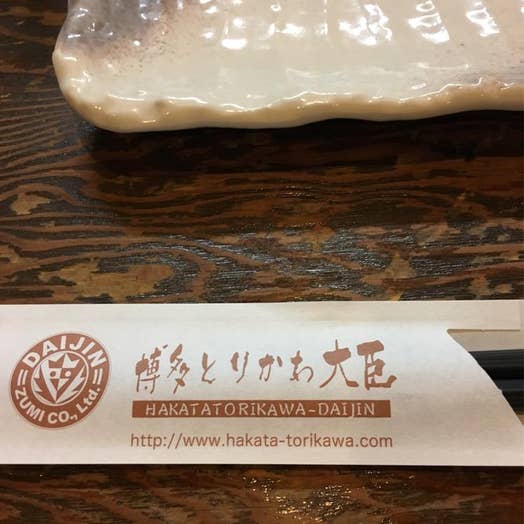 DAIJIN
ZUMI CO., Ltd.
博多とりかわ大臣
HAKATATORIKAWA-DAIJIN
http://www.hakata-torikawa.com